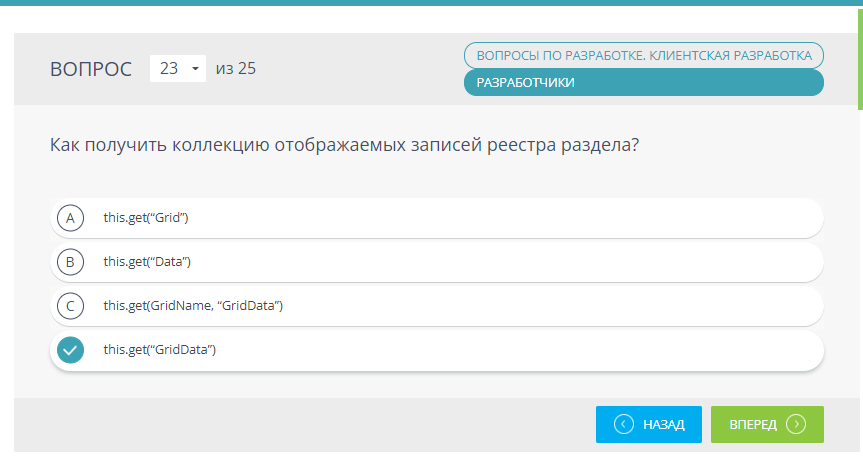 ВОПРОС 23 из 25
ВОПРОСЫ ПО РАЗРАБОТКЕ. КЛИЕНТСКАЯ РАЗРАБОТКА
РАЗРАБОТЧИКИ
Как получить коллекцию отображаемых записей реестра раздела?
A this.get(“Grid”)
B this.get(“Data”)
C this.get(GridName, “GridData”)
this.get(“GridData”)
НАЗАД ВПЕРЕД